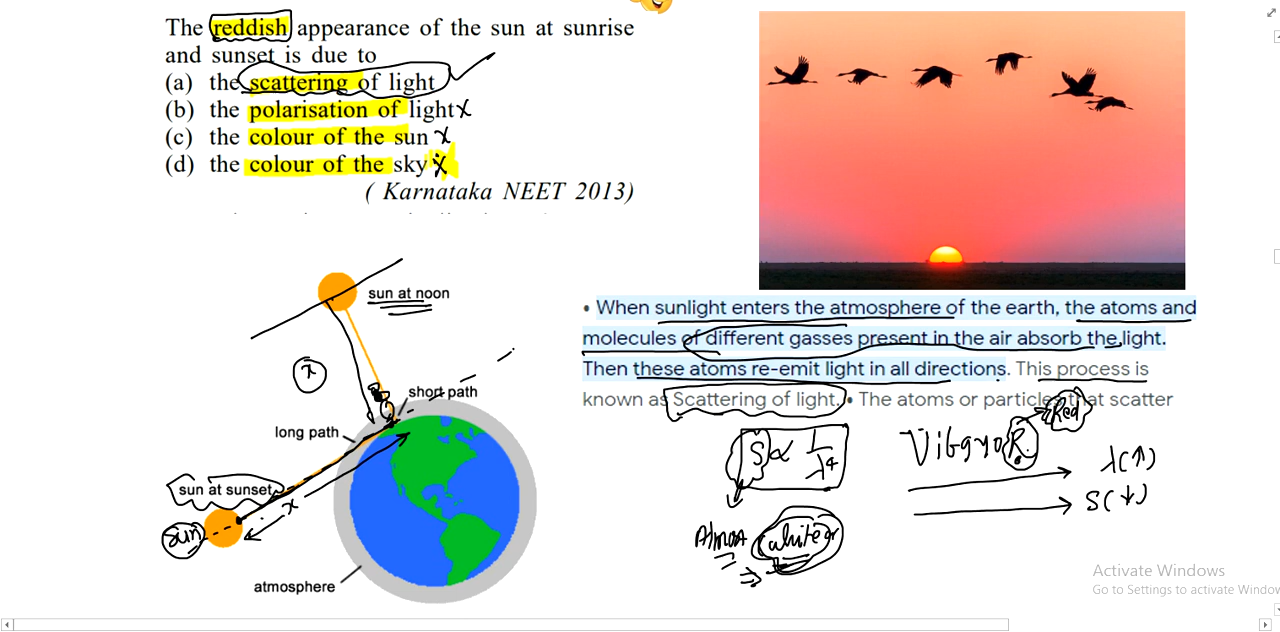 The reddish appearance of the sun at sunrise
and sunset is due to
(a) the scattering of light
(b) the polarisation of light x
(c) the colour of the sun x
(d) the colour of the sky x
( Karnataka NEET 2013)
sun at noon
x
short path
long path
sun at sunset
x
sun
atmosphere
• When sunlight enters the atmosphere of the earth, the atoms and
molecules of different gasses present in the air absorb the light.
Then these atoms re-emit light in all directions. This process is
known as Scattering of light. • The atoms or particles that scatter
S ∝ 1/λ⁴
VibgyoR
Red
λ(↑)
S(↓)
Activate Windows
Go to Settings to activate Window